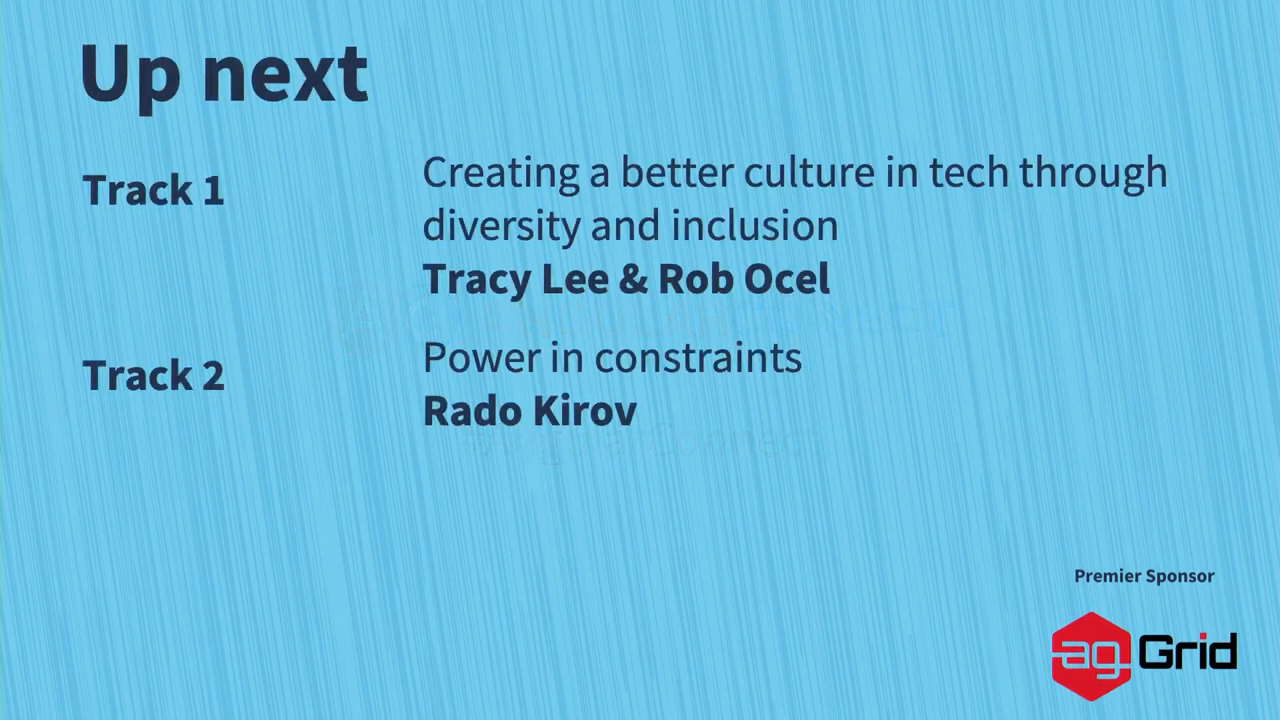 Up next
Track 1
Creating a better culture in tech through
diversity and inclusion
Tracy Lee & Rob Ocel
Track 2
Power in constraints
Rado Kirov
#AngularConnect
Premier Sponsor
ag Grid